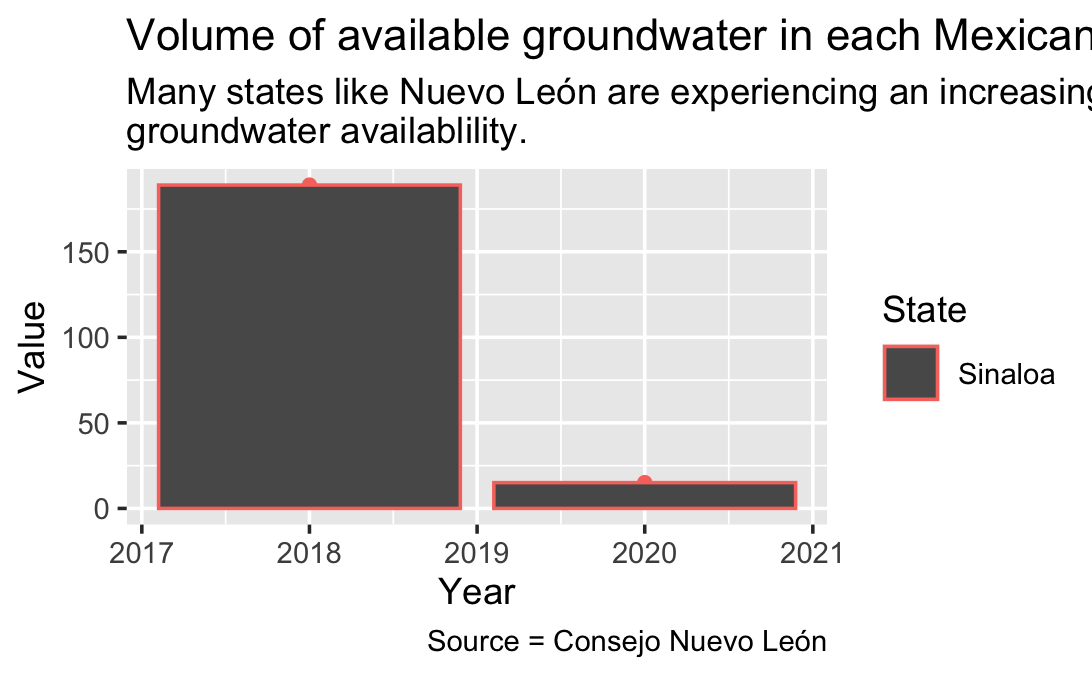 Volume of available groundwater in each Mexican
Many states like Nuevo León are experiencing an increasing
groundwater availablility.
150
100
50
0
Value
2017 2018 2019 2020 2021
Year
State
Sinaloa
Source = Consejo Nuevo León